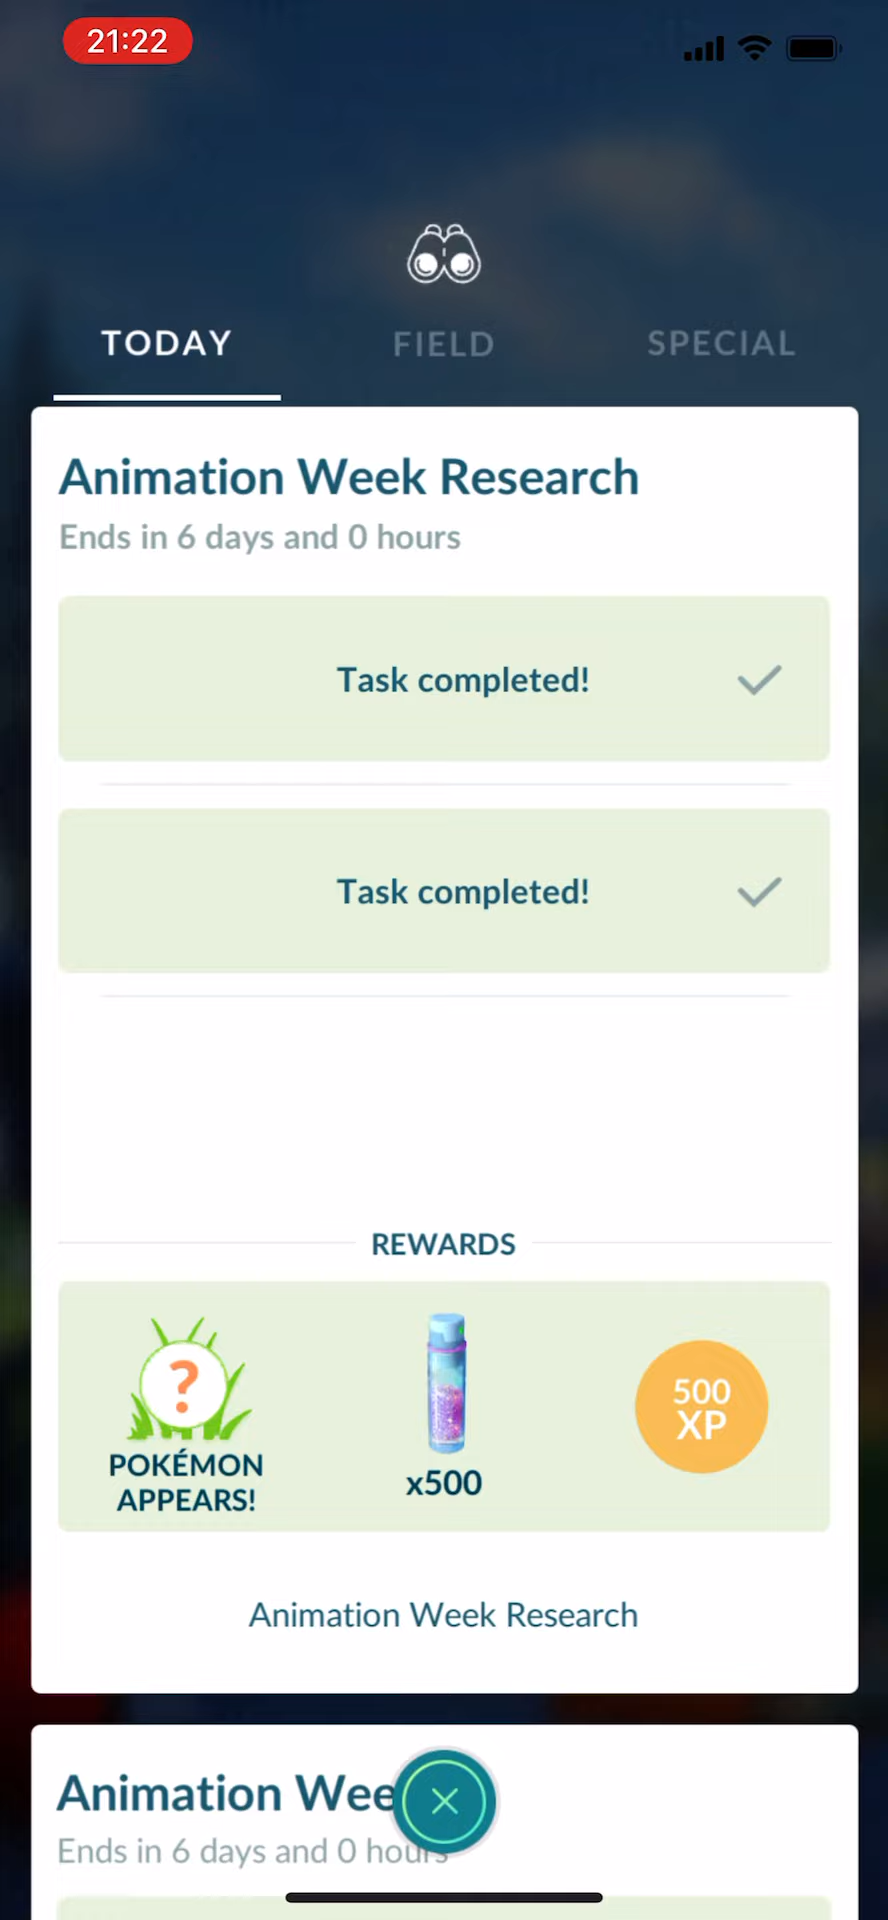 21:22
TODAY
FIELD
SPECIAL
Animation Week Research
Ends in 6 days and 0 hours
Task completed!
Task completed!
REWARDS
?
POKÉMON
APPEARS!
x500
500
XP
Animation Week Research
Animation Wee
Ends in 6 days and 0 hours